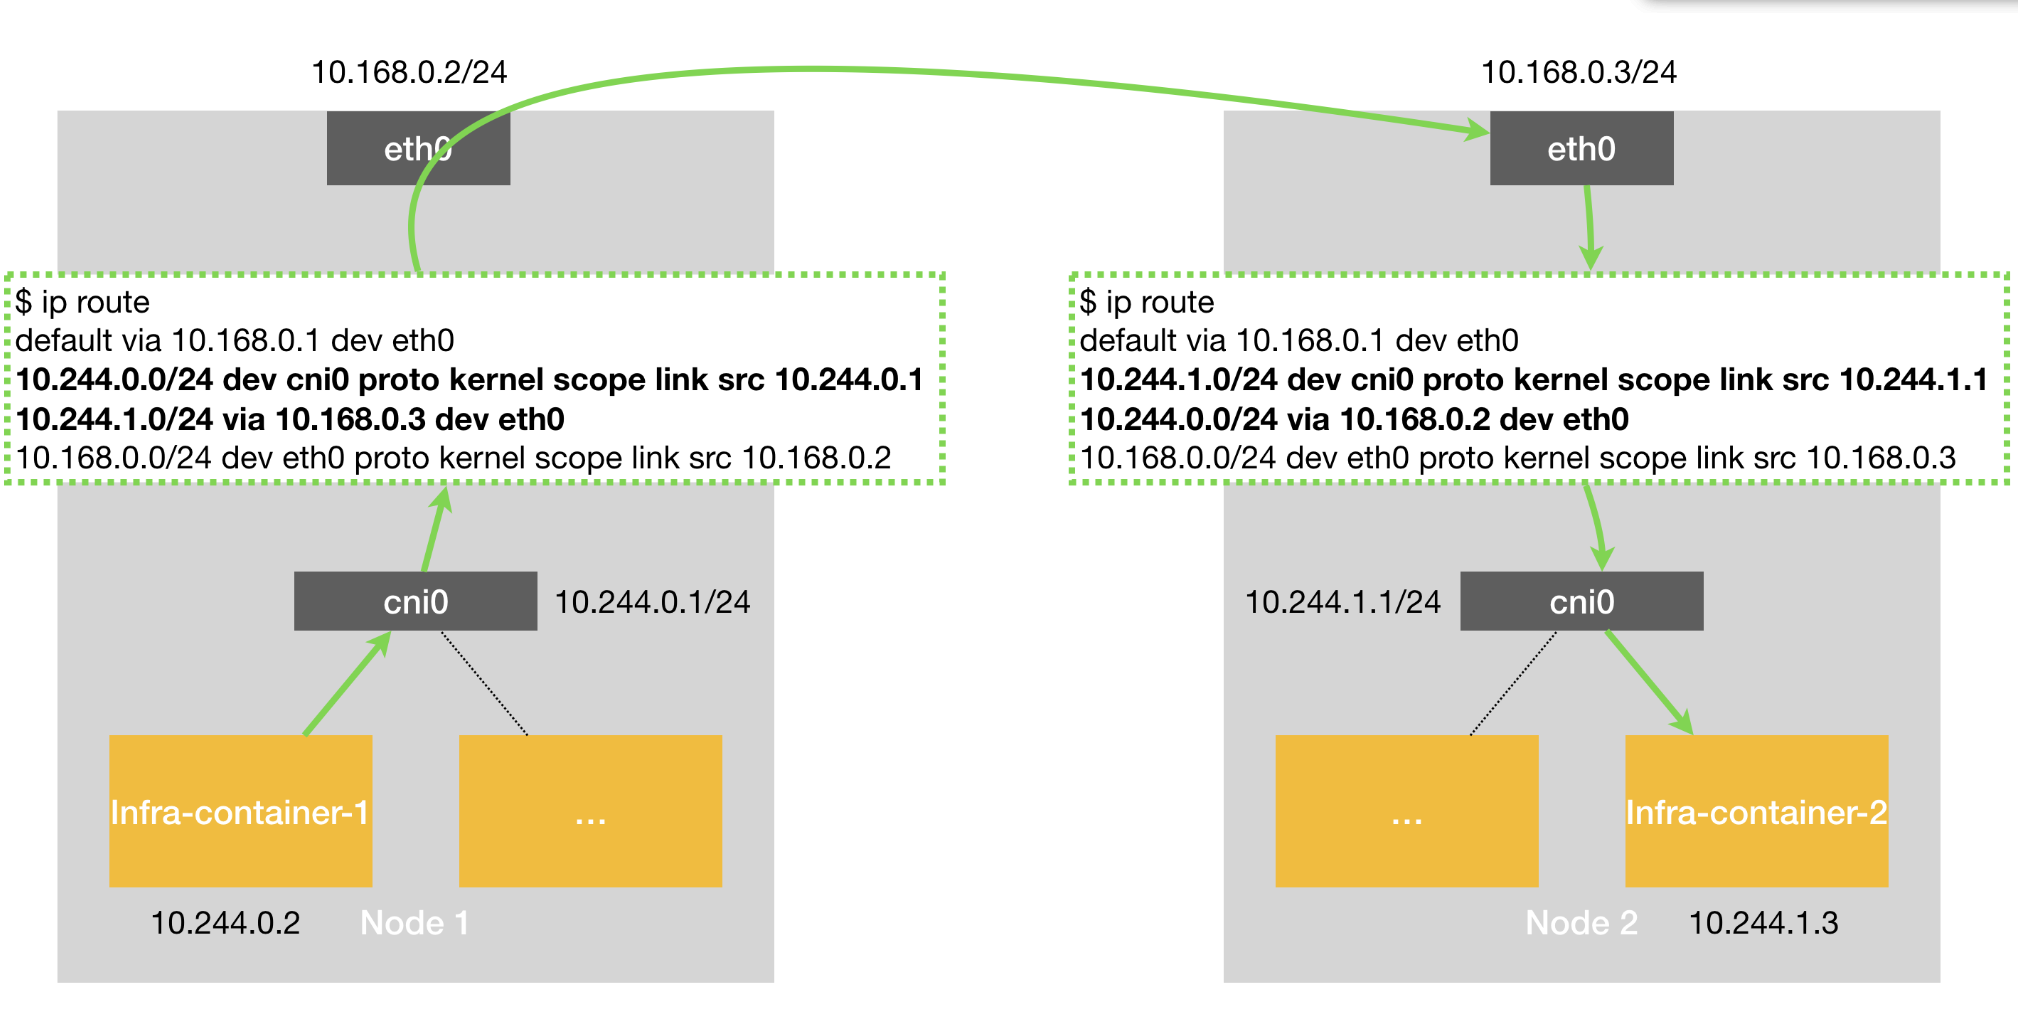 10.168.0.2/24
eth0
$ ip route
default via 10.168.0.1 dev eth0
10.244.0.0/24 dev cni0 proto kernel scope link src 10.244.0.1
10.244.1.0/24 via 10.168.0.3 dev eth0
10.168.0.0/24 dev eth0 proto kernel scope link src 10.168.0.2
cni0
10.244.0.1/24
Infra-container-1
...
10.244.0.2
Node 1
10.168.0.3/24
eth0
$ ip route
default via 10.168.0.1 dev eth0
10.244.1.0/24 dev cni0 proto kernel scope link src 10.244.1.1
10.244.0.0/24 via 10.168.0.2 dev eth0
10.168.0.0/24 dev eth0 proto kernel scope link src 10.168.0.3
10.244.1.1/24
cni0
...
Infra-container-2
Node 2
10.244.1.3